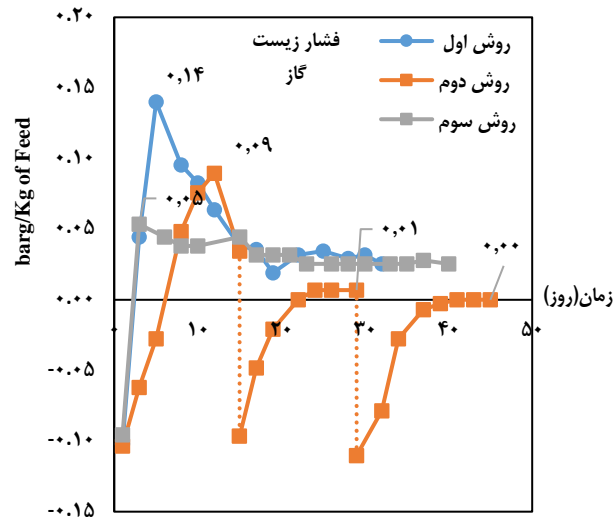 ۰.۲۰
۰.۱۵
۰.۱۰
۰.۰۵
۰.۰۰
-۰.۰۵
-۰.۱۰
-۰.۱۵
barg/Kg of Feed
فشار زیست
گاز
روش اول
روش دوم
روش سوم
۰,۱۴
۰,۰۹
۰,۰۵
۰,۰۱
۰,۰۰
۰ ۱۰ ۲۰ ۳۰ ۴۰ ۵۰
زمان(روز)